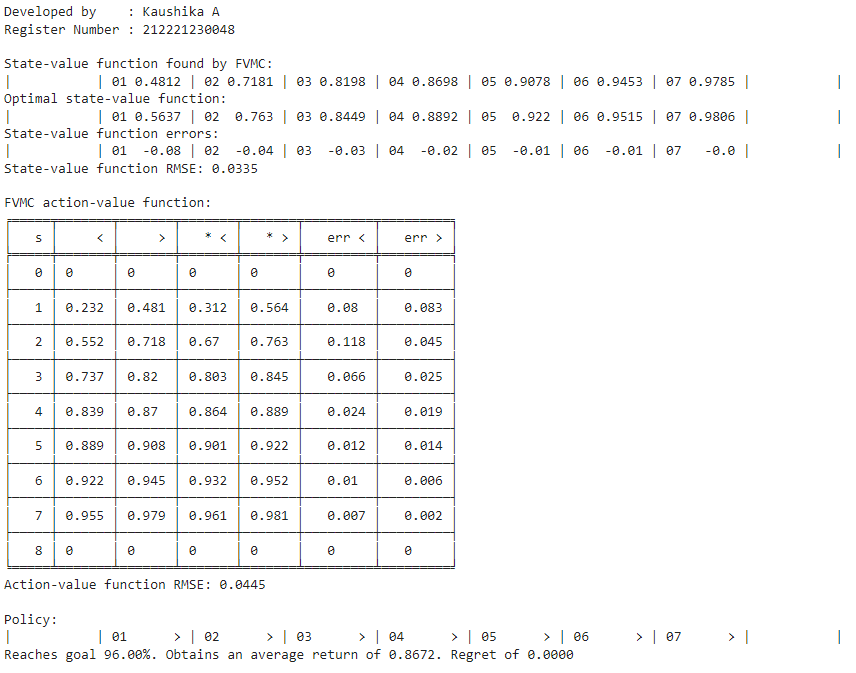 Developed by    : Kaushika A
Register Number : 212221230048
State-value function found by FVMC:
|           | 01 0.4812 | 02 0.7181 | 03 0.8198 | 04 0.8698 | 05 0.9078 | 06 0.9453 | 07 0.9785 |           |
Optimal state-value function:
|           | 01 0.5637 | 02  0.763 | 03 0.8449 | 04 0.8892 | 05  0.922 | 06 0.9515 | 07 0.9806 |           |
State-value function errors:
|           | 01  -0.08 | 02  -0.04 | 03  -0.03 | 04  -0.02 | 05  -0.01 | 06  -0.01 | 07   -0.0 |           |
State-value function RMSE: 0.0335
FVMC action-value function:
s | < | > | * < | * > | err < | err >
0 | 0 | 0 | 0 | 0 | 0 | 0
1 | 0.232 | 0.481 | 0.312 | 0.564 | 0.08 | 0.083
2 | 0.552 | 0.718 | 0.67 | 0.763 | 0.118 | 0.045
3 | 0.737 | 0.82 | 0.803 | 0.845 | 0.066 | 0.025
4 | 0.839 | 0.87 | 0.864 | 0.889 | 0.024 | 0.019
5 | 0.889 | 0.908 | 0.901 | 0.922 | 0.012 | 0.014
6 | 0.922 | 0.945 | 0.932 | 0.952 | 0.01 | 0.006
7 | 0.955 | 0.979 | 0.961 | 0.981 | 0.007 | 0.002
8 | 0 | 0 | 0 | 0 | 0 | 0
Action-value function RMSE: 0.0445
Policy:
|           | 01      > | 02      > | 03      > | 04      > | 05      > | 06      > | 07      > |           |
Reaches goal 96.00%. Obtains an average return of 0.8672. Regret of 0.0000